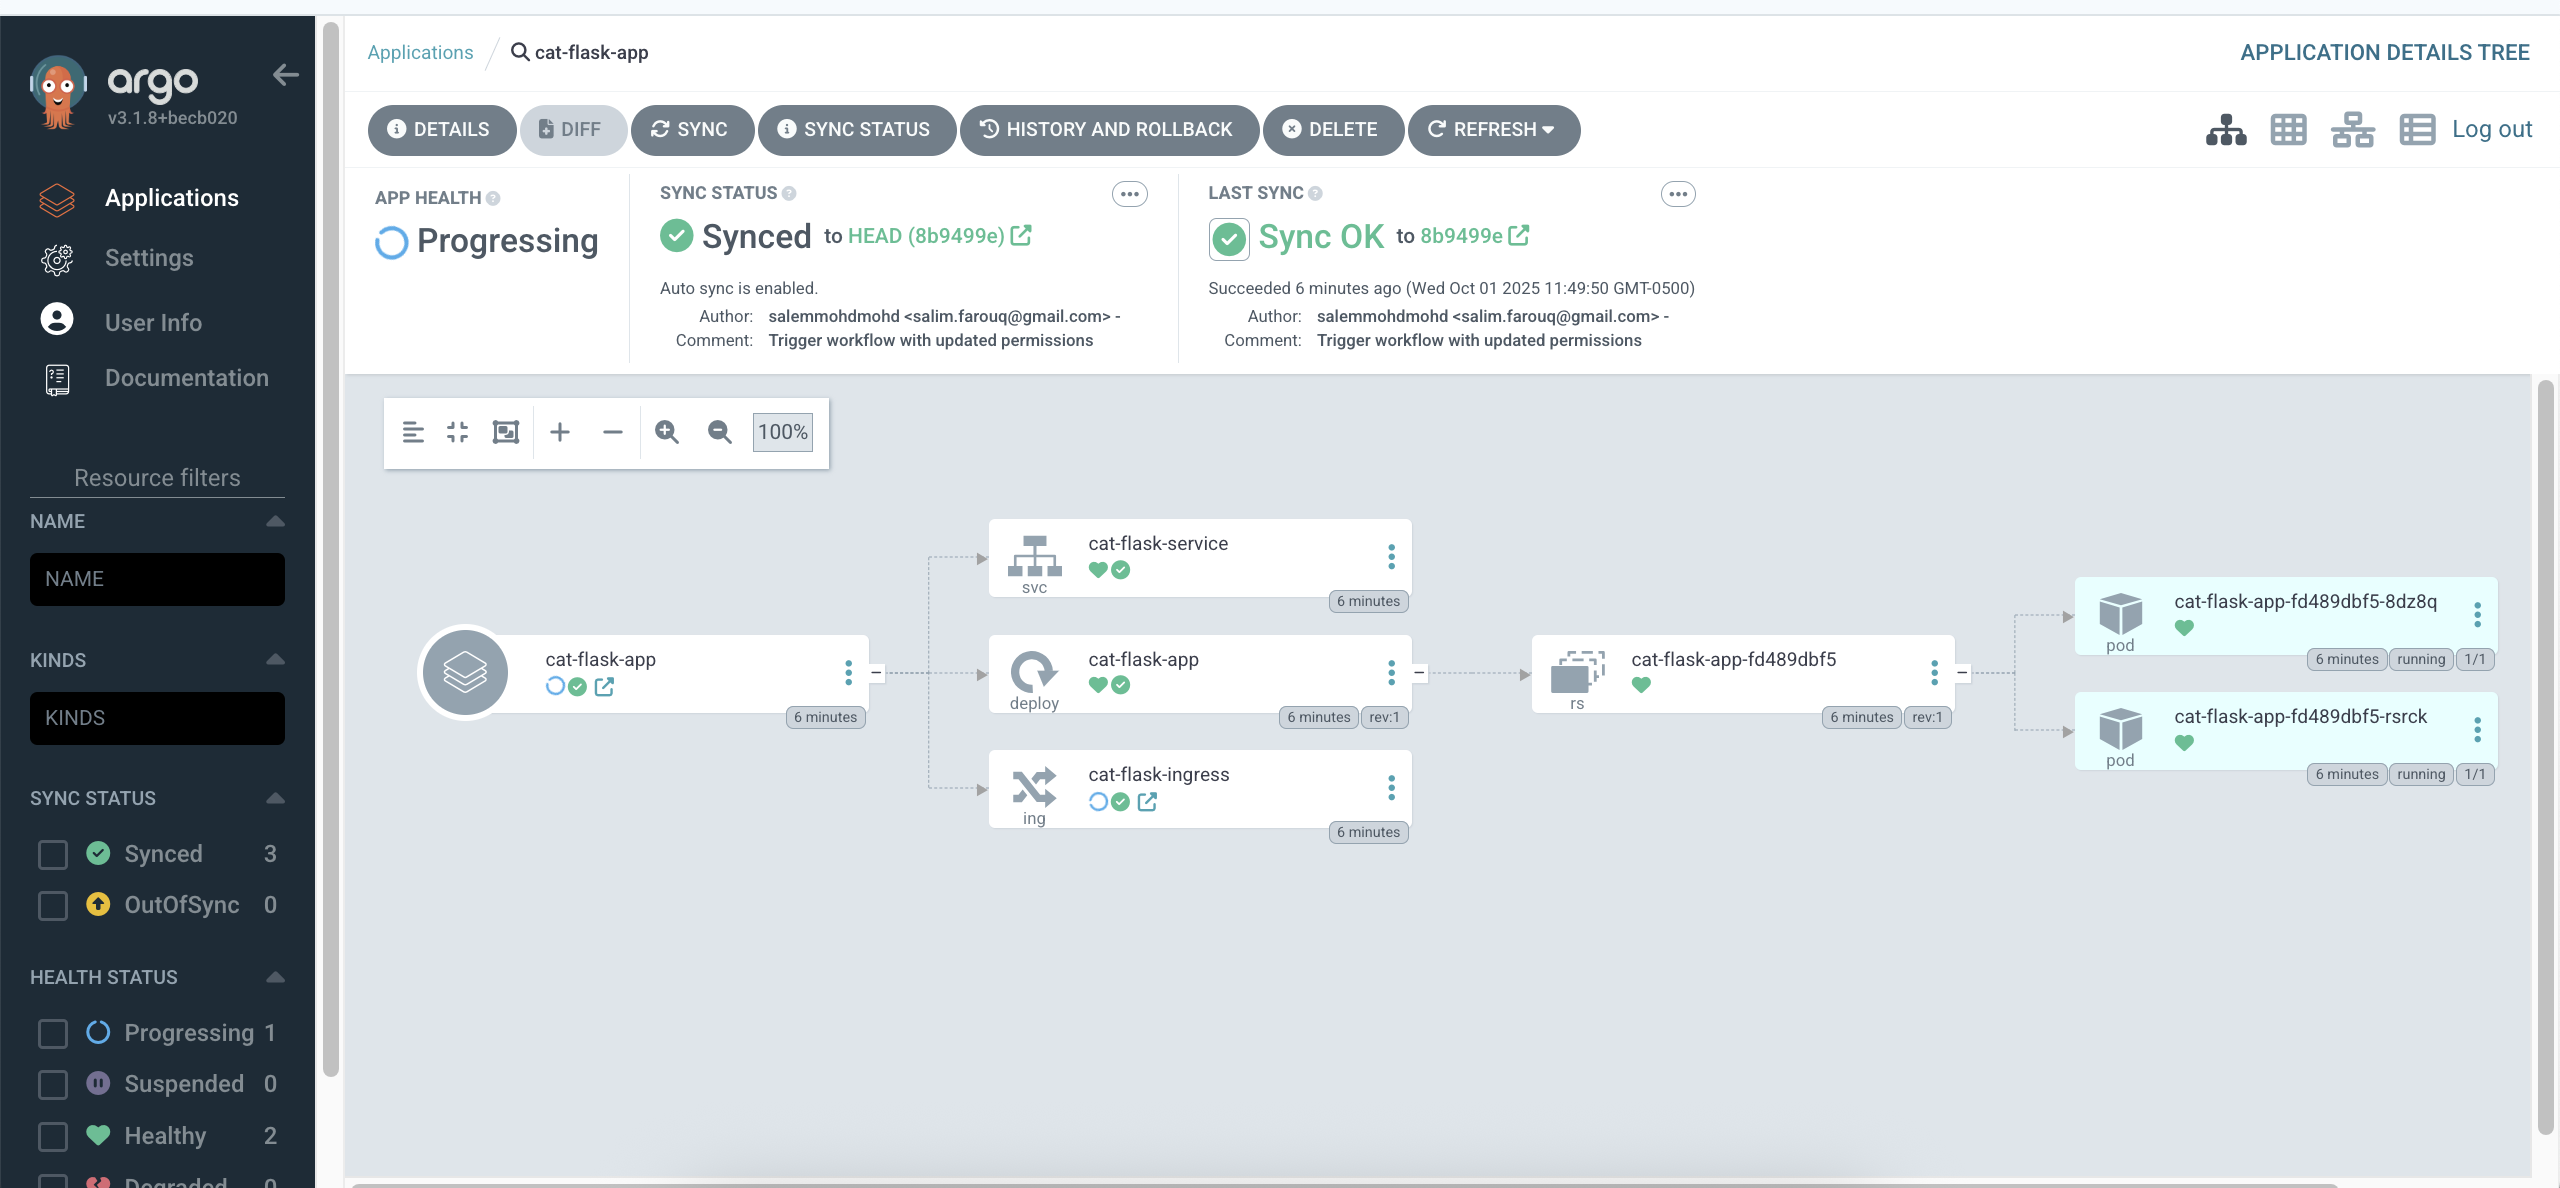 argo
v3.1.8+becb020
Applications
Settings
User Info
Documentation
Resource filters
NAME
NAME
KINDS
KINDS
SYNC STATUS
Synced 3
OutOfSync 0
HEALTH STATUS
Progressing 1
Suspended 0
Healthy 2
Degraded 0
Applications / cat-flask-app
APPLICATION DETAILS TREE
DETAILS DIFF SYNC SYNC STATUS HISTORY AND ROLLBACK DELETE REFRESH
Log out
APP HEALTH
Progressing
SYNC STATUS
Synced to HEAD (8b9499e)
Auto sync is enabled.
Author: salemmohdmohd <salim.farouq@gmail.com> -
Comment: Trigger workflow with updated permissions
LAST SYNC
Sync OK to 8b9499e
Succeeded 6 minutes ago (Wed Oct 01 2025 11:49:50 GMT-0500)
Author: salemmohdmohd <salim.farouq@gmail.com> -
Comment: Trigger workflow with updated permissions
100%
cat-flask-app
6 minutes
cat-flask-service
svc
6 minutes
cat-flask-app
deploy
6 minutes rev:1
cat-flask-ingress
ing
6 minutes
cat-flask-app-fd489dbf5
rs
6 minutes rev:1
cat-flask-app-fd489dbf5-8dz8q
pod
6 minutes running 1/1
cat-flask-app-fd489dbf5-rsrck
pod
6 minutes running 1/1